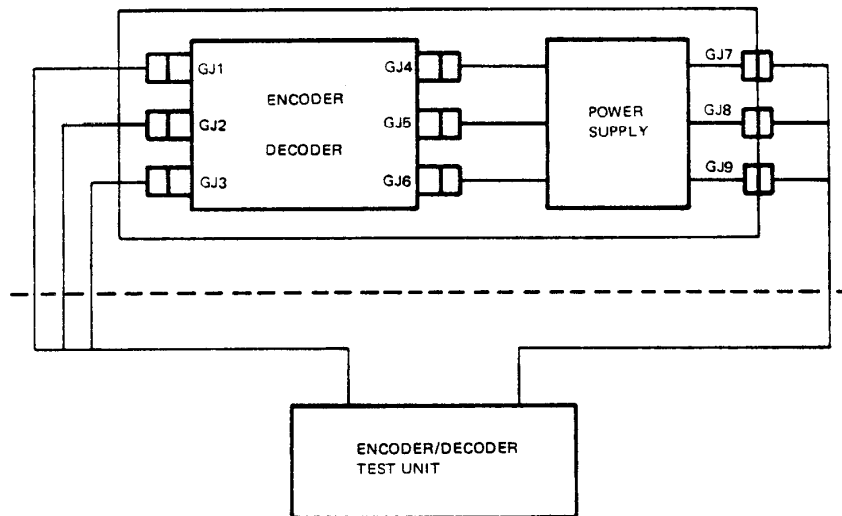 GJ1
GJ2
GJ3
ENCODER
DECODER
GJ4
GJ5
GJ6
POWER
SUPPLY
GJ7
GJ8
GJ9
ENCODER/DECODER
TEST UNIT